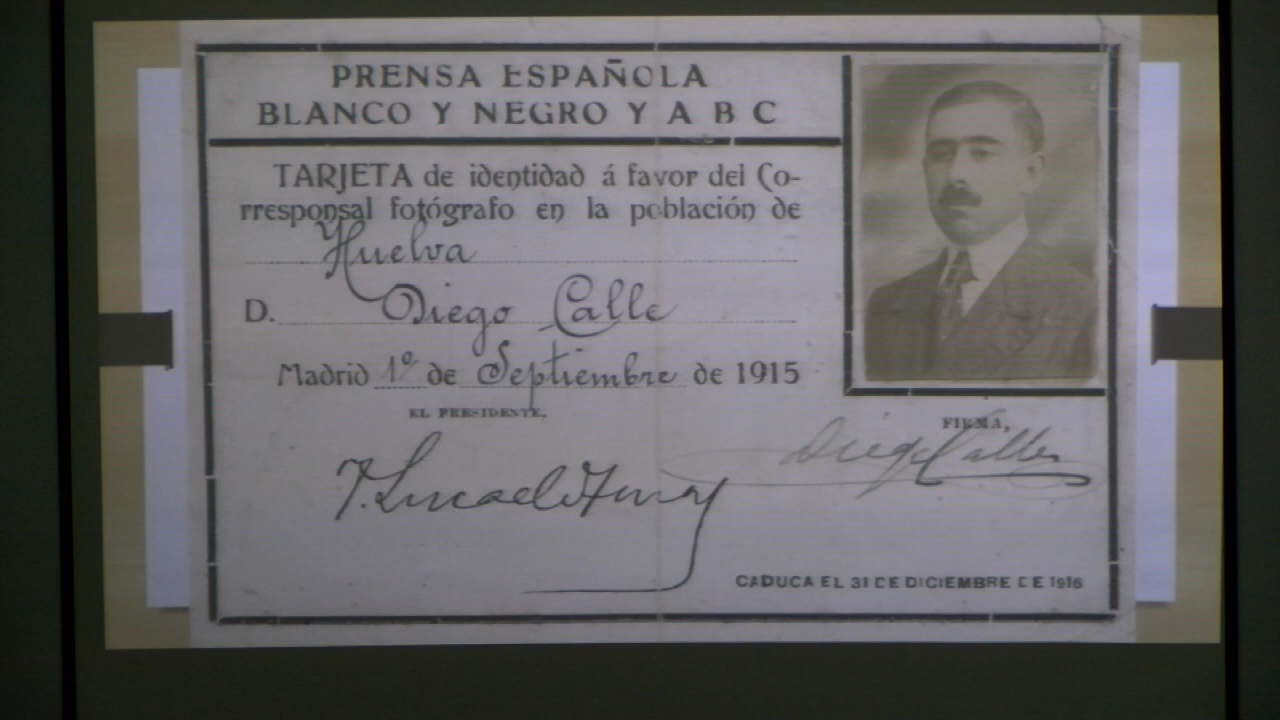 PRENSA ESPAÑOLA
BLANCO Y NEGRO Y A B C
TARJETA de identidad á favor del Co-
rresponsal fotógrafo en la población de
Huelva
D. Diego Calle
Madrid 1º de Septiembre de 1915
EL PRESIDENTE,
FIRMA,
Diego Calle
CADUCA EL 31 DE DICIEMBRE DE 1916